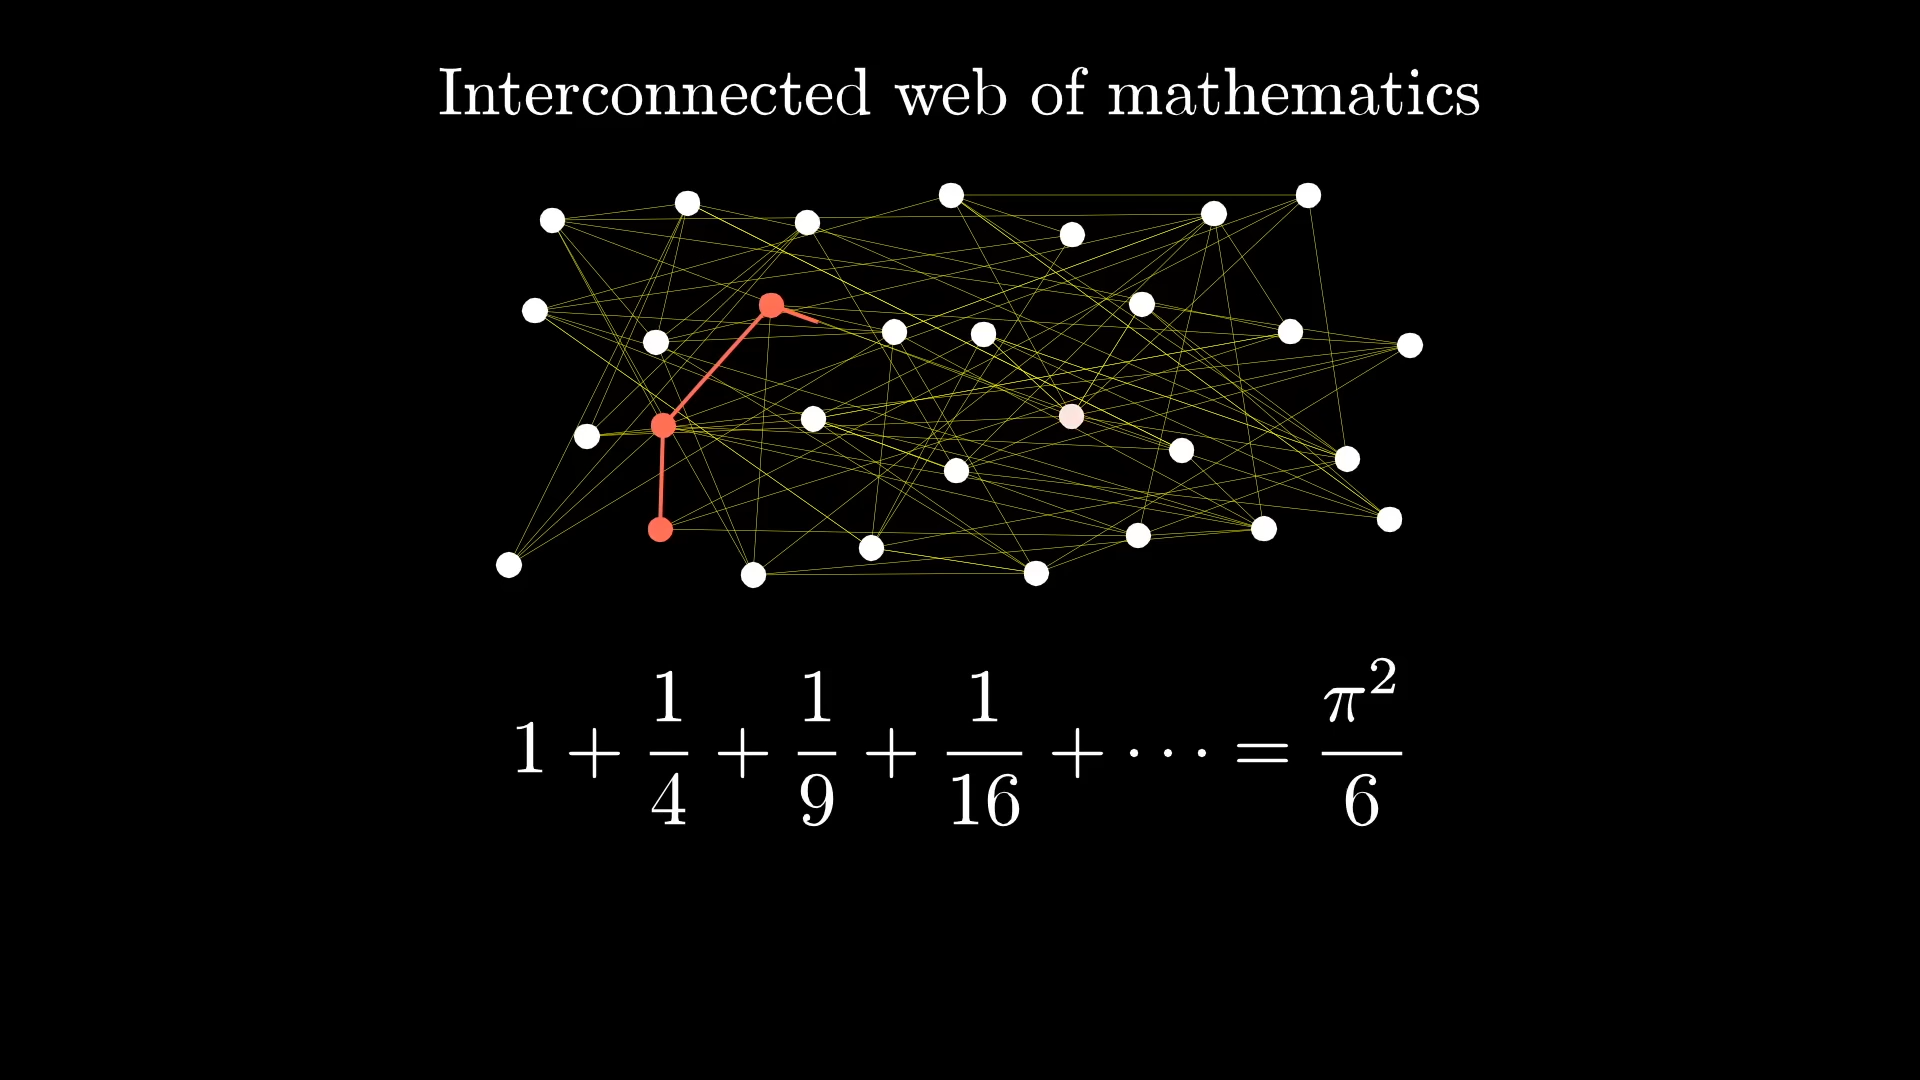 Interconnected web of mathematics
1 + 1/4 + 1/9 + 1/16 + ⋯ = π²/6